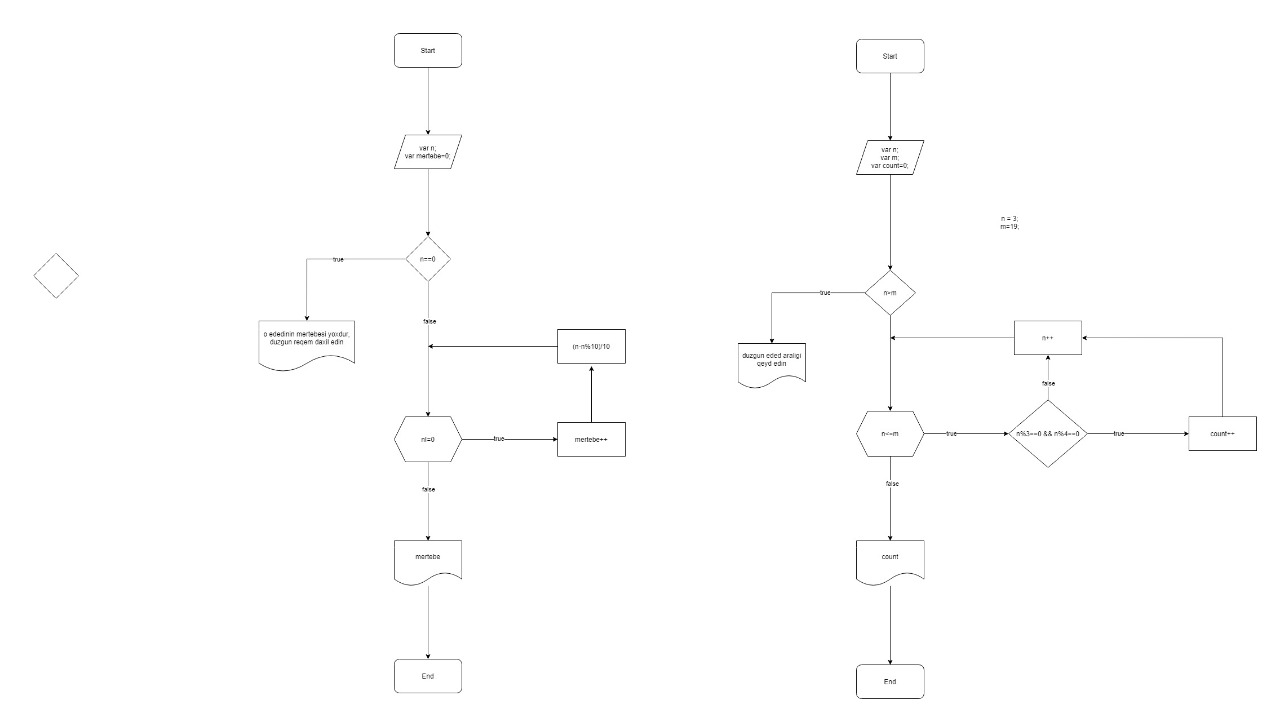 Start
var n;
var mertebe=0;
n==0
true
o ededinin mertebesi yoxdur,
duzgun reqem daxil edin
false
(n-n%10)/10
n!=0
true
mertebe++
false
mertebe
End
Start
var n;
var m;
var count=0;
n = 3;
m=19;
n>m
true
duzgun eded araligi
qeyd edin
n++
false
n<=m
true
n%3==0 && n%4==0
true
count++
false
count
End